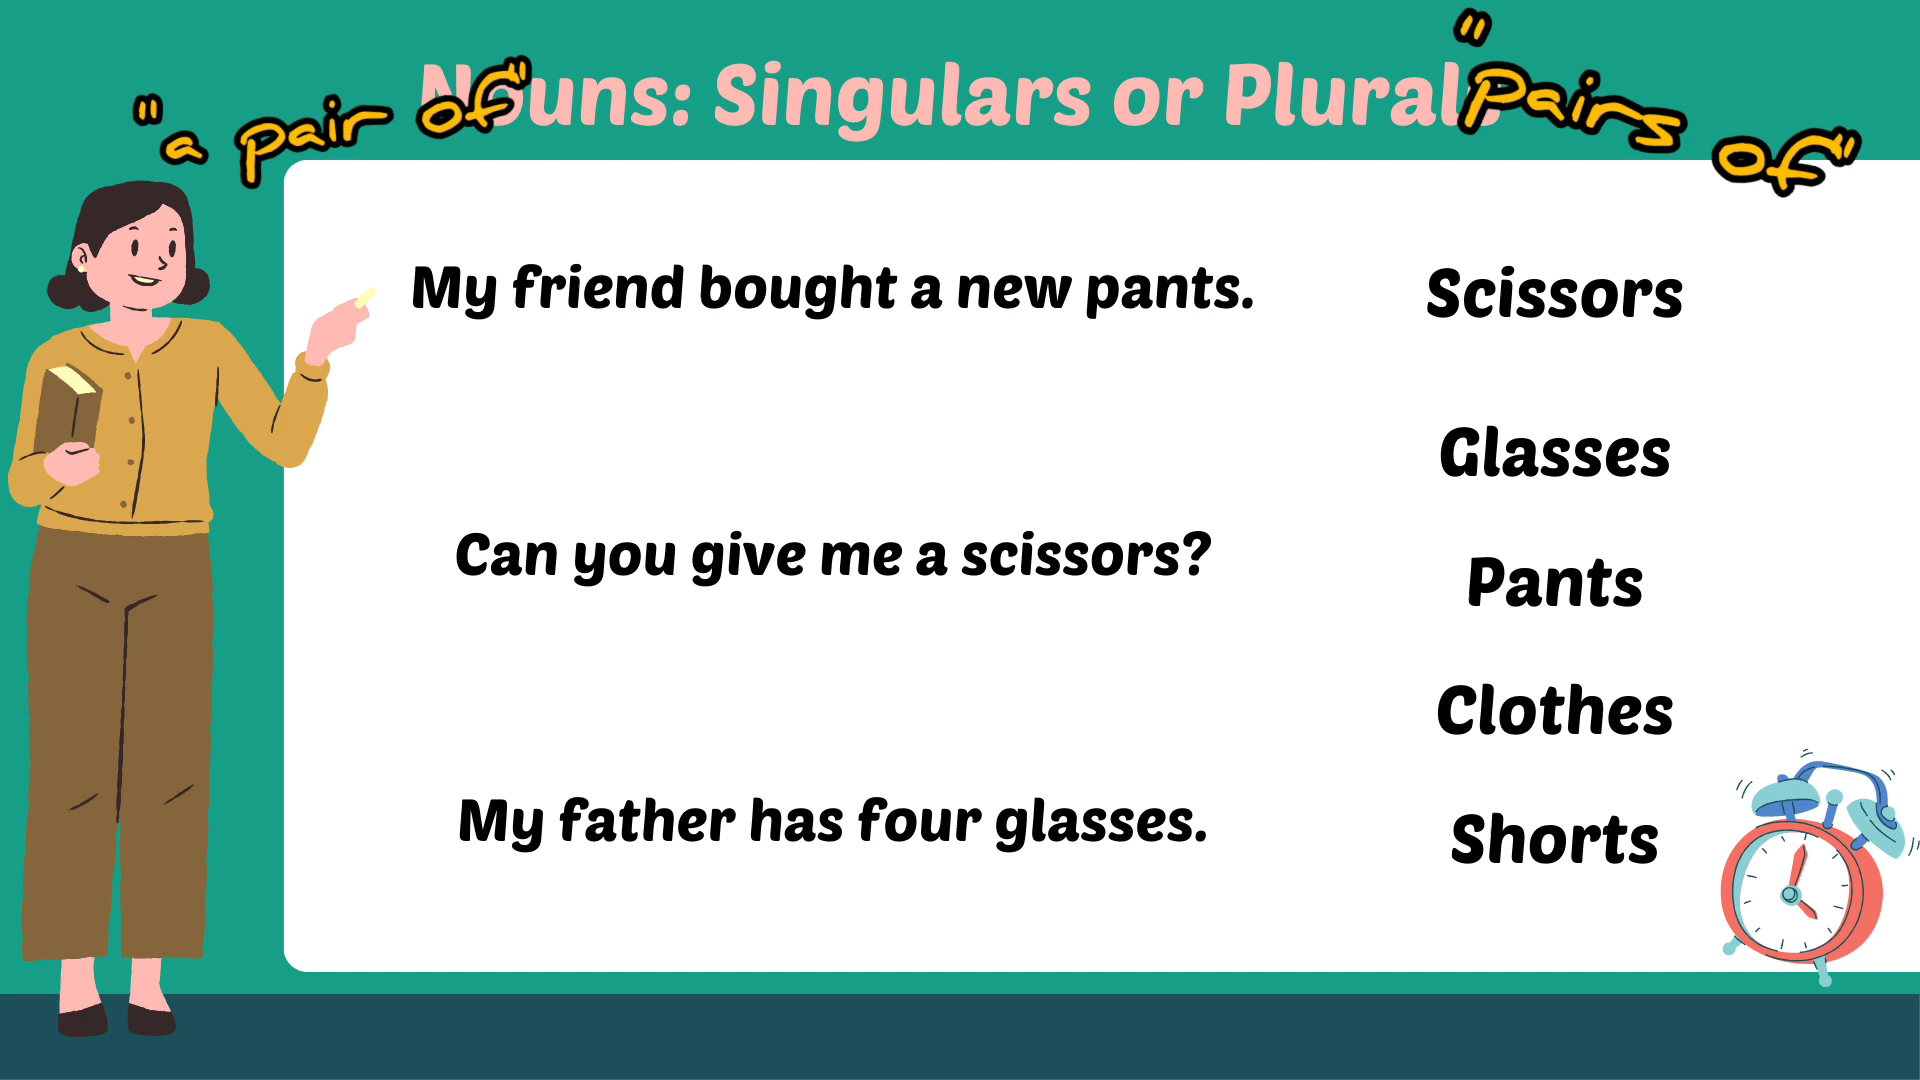 Nouns: Singulars or Plurals
"a pair of"
"Pairs of"
My friend bought a new pants.
Can you give me a scissors?
My father has four glasses.
Scissors
Glasses
Pants
Clothes
Shorts